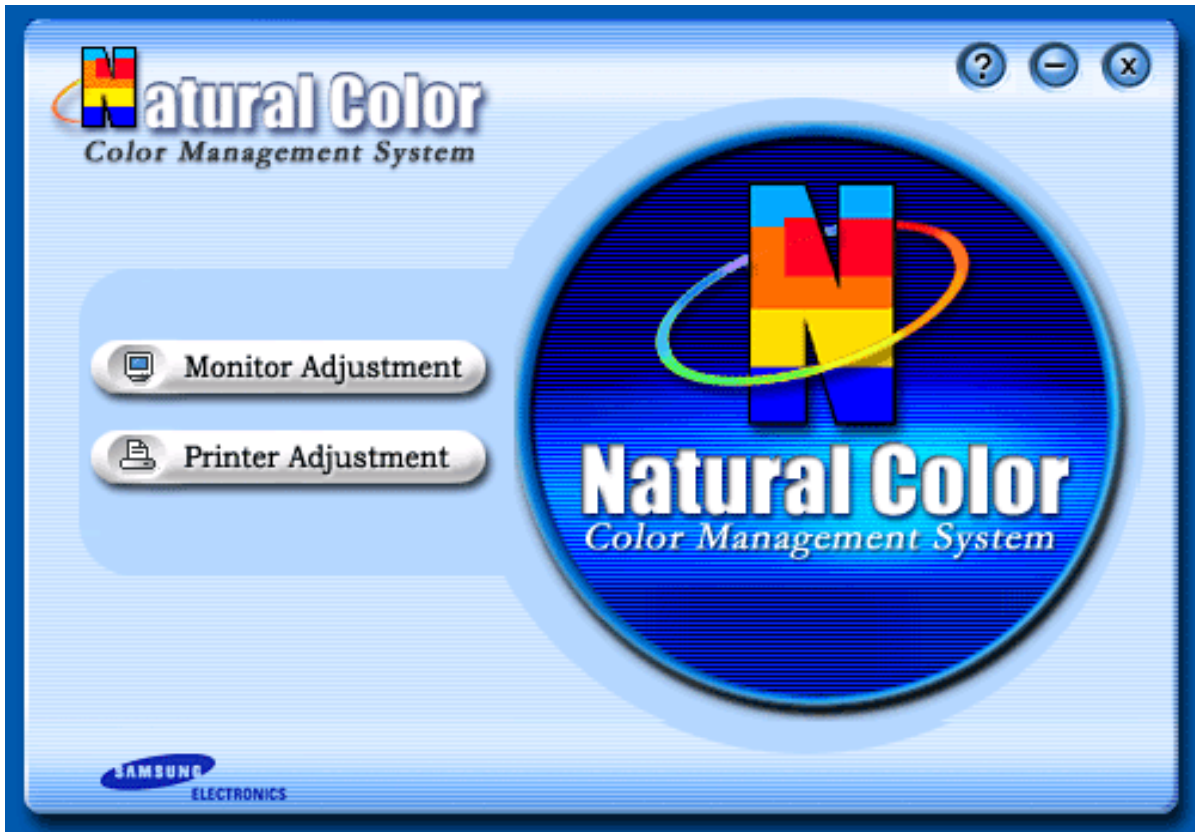 Natural Color
Color Management System
?
x
Monitor Adjustment
Printer Adjustment
N
Natural Color
Color Management System
SAMSUNG
ELECTRONICS